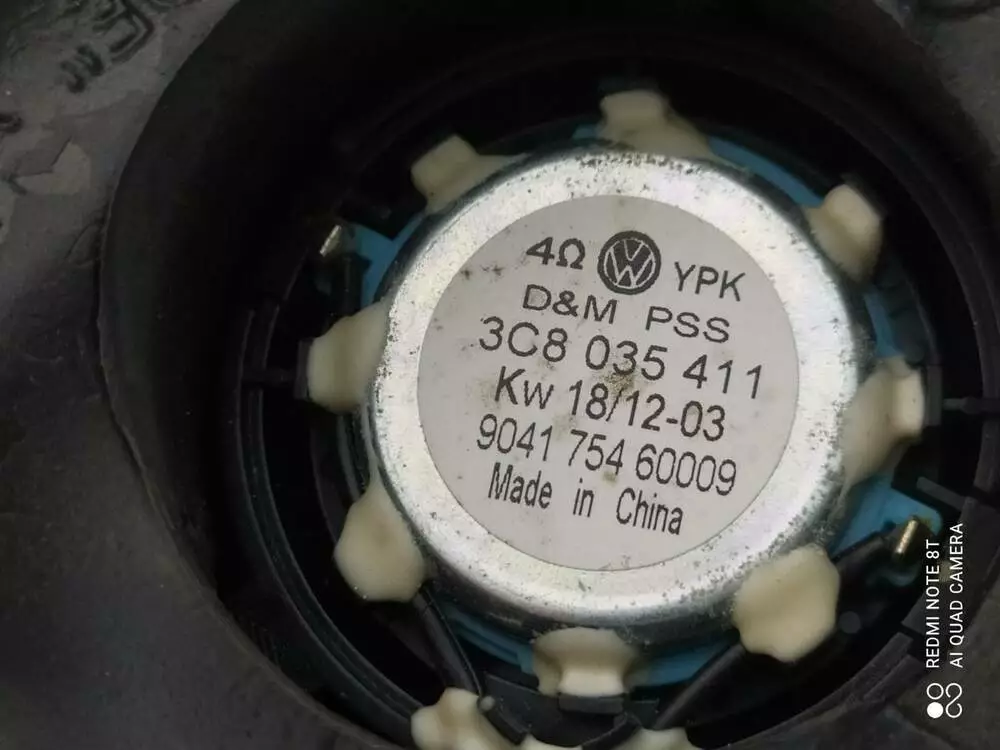 4Ω VW YPK
D&M PSS
3C8 035 411
Kw 18/12-03
9041 754 60009
Made in China
REDMI NOTE 8T
AI QUAD CAMERA